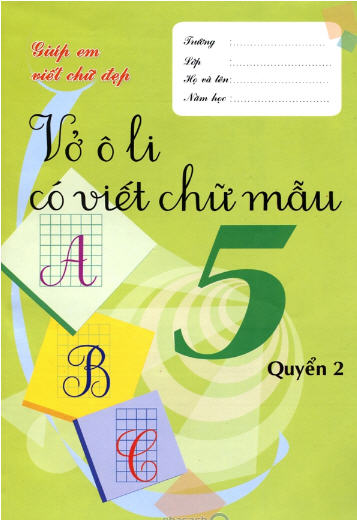 Giúp em
viết chữ đẹp
Trường
Lớp
Họ và tên
Năm học
Vở ô li
có viết chữ mẫu
5
Quyển 2
A
B
C